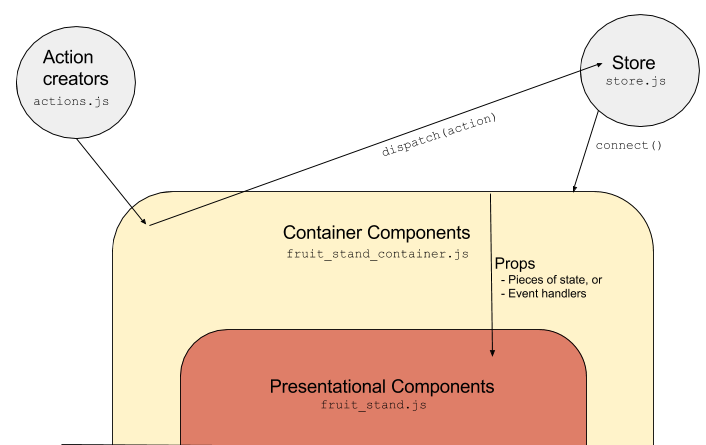 Action
creators
actions.js
Store
store.js
dispatch(action)
connect()
Container Components
fruit_stand_container.js
Props
- Pieces of state, or
- Event handlers
Presentational Components
fruit_stand.js